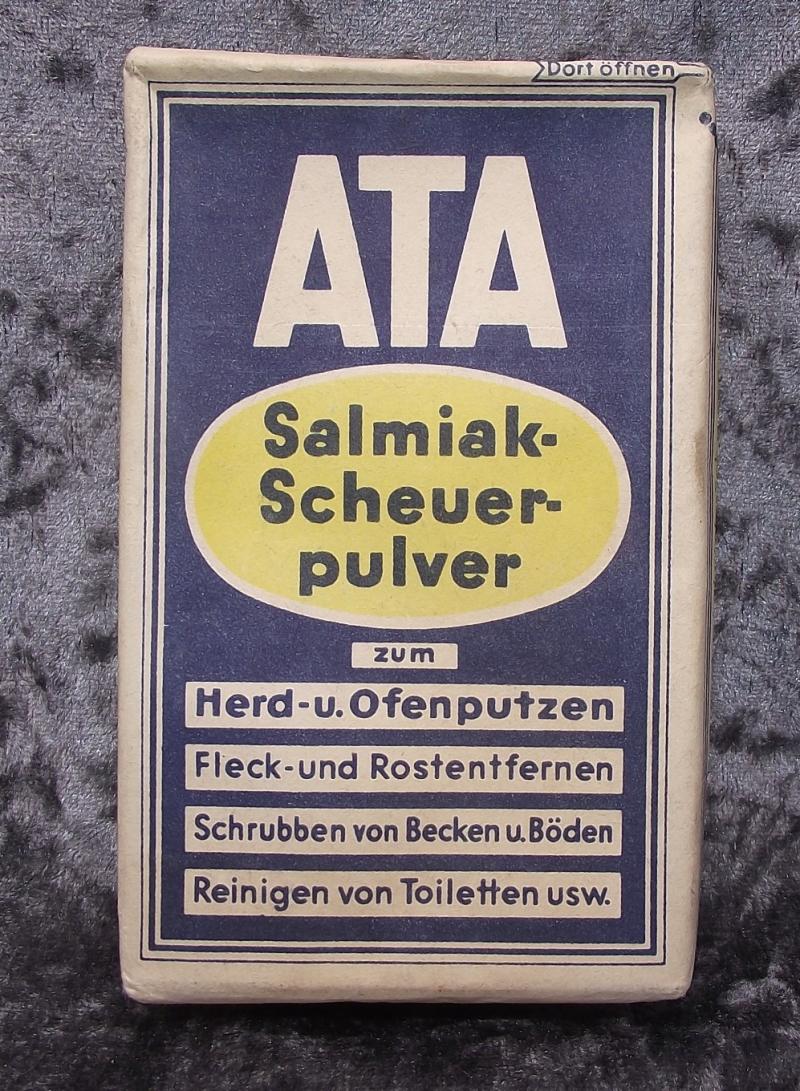 Dort öffnen
ATA
Salmiak-
Scheuer-
pulver
zum
Herd-u. Ofenputzen
Fleck-und Rostentfernen
Schrubben von Becken u. Böden
Reinigen von Toiletten usw.